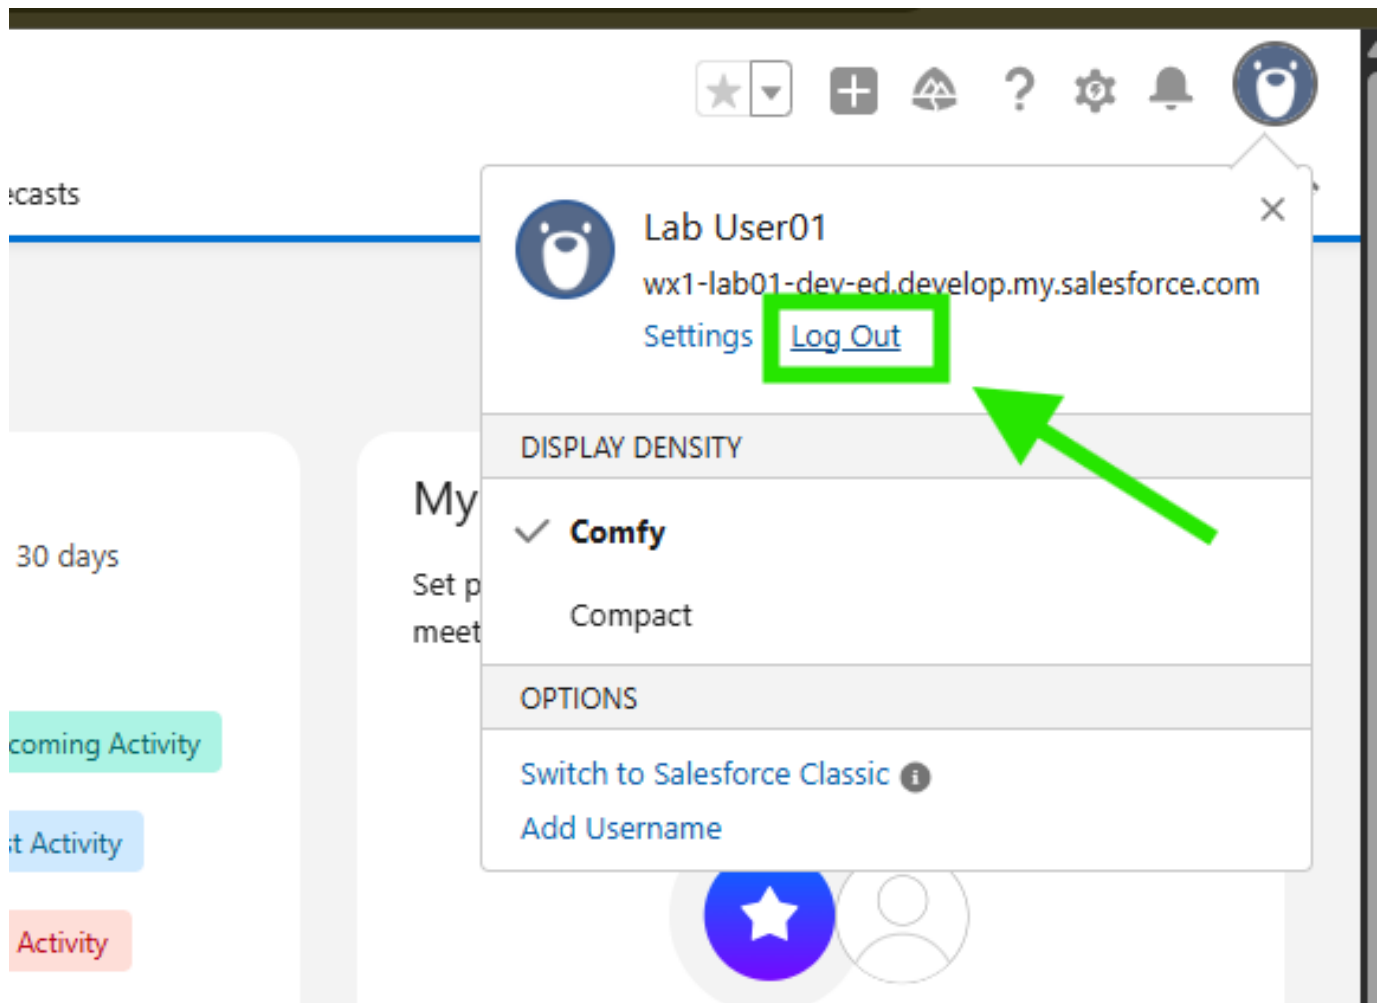 ecasts
Lab User01
wx1-lab01-dev-ed.develop.my.salesforce.com
Settings Log Out
DISPLAY DENSITY
Comfy
Compact
OPTIONS
Switch to Salesforce Classic
Add Username
30 days
coming Activity
st Activity
Activity
My
Set p
meet